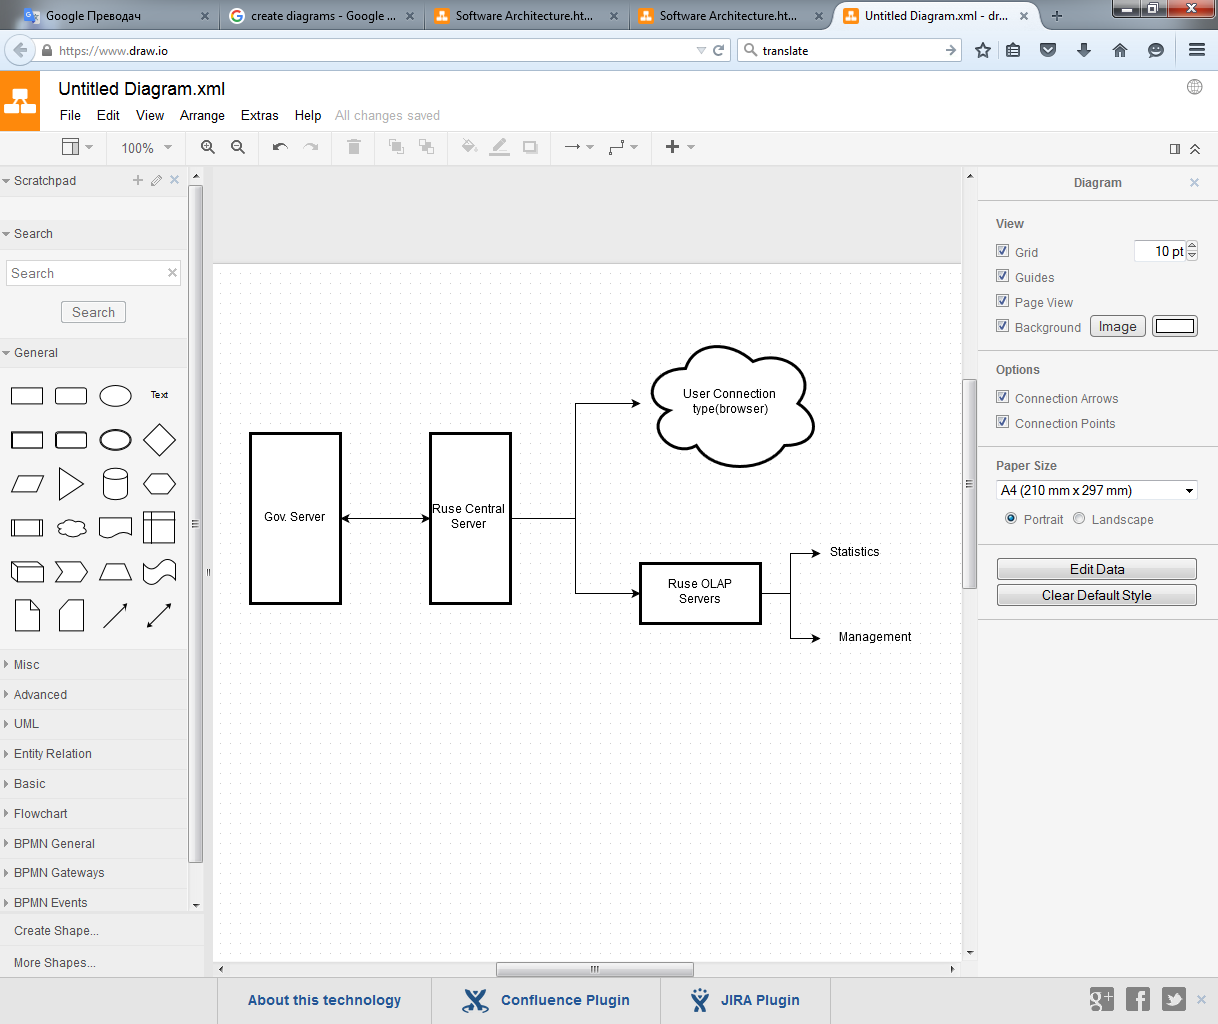 Google Преводач
create diagrams - Google ...
Software Architecture.ht...
Software Architecture.ht...
Untitled Diagram.xml - dr...
https://www.draw.io
translate
Untitled Diagram.xml
File Edit View Arrange Extras Help All changes saved
100%
Scratchpad
Search
Search
Search
General
Text
Misc
Advanced
UML
Entity Relation
Basic
Flowchart
BPMN General
BPMN Gateways
BPMN Events
Create Shape...
More Shapes...
User Connection
type(browser)
Gov. Server
Ruse Central
Server
Ruse OLAP
Servers
Statistics
Management
Diagram
View
Grid 10 pt
Guides
Page View
Background Image
Options
Connection Arrows
Connection Points
Paper Size
A4 (210 mm x 297 mm)
Portrait Landscape
Edit Data
Clear Default Style
About this technology Confluence Plugin JIRA Plugin